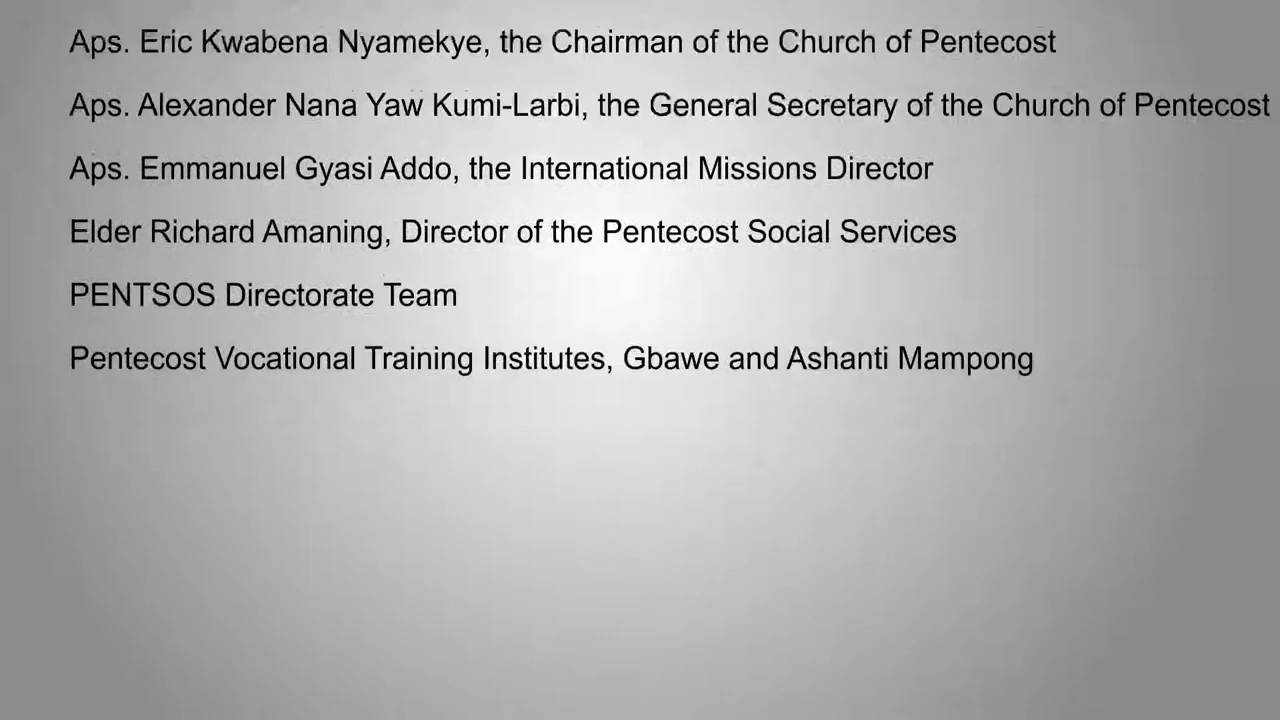 Aps. Eric Kwabena Nyamekye, the Chairman of the Church of Pentecost
Aps. Alexander Nana Yaw Kumi-Larbi, the General Secretary of the Church of Pentecost
Aps. Emmanuel Gyasi Addo, the International Missions Director
Elder Richard Amaning, Director of the Pentecost Social Services
PENTSOS Directorate Team
Pentecost Vocational Training Institutes, Gbawe and Ashanti Mampong